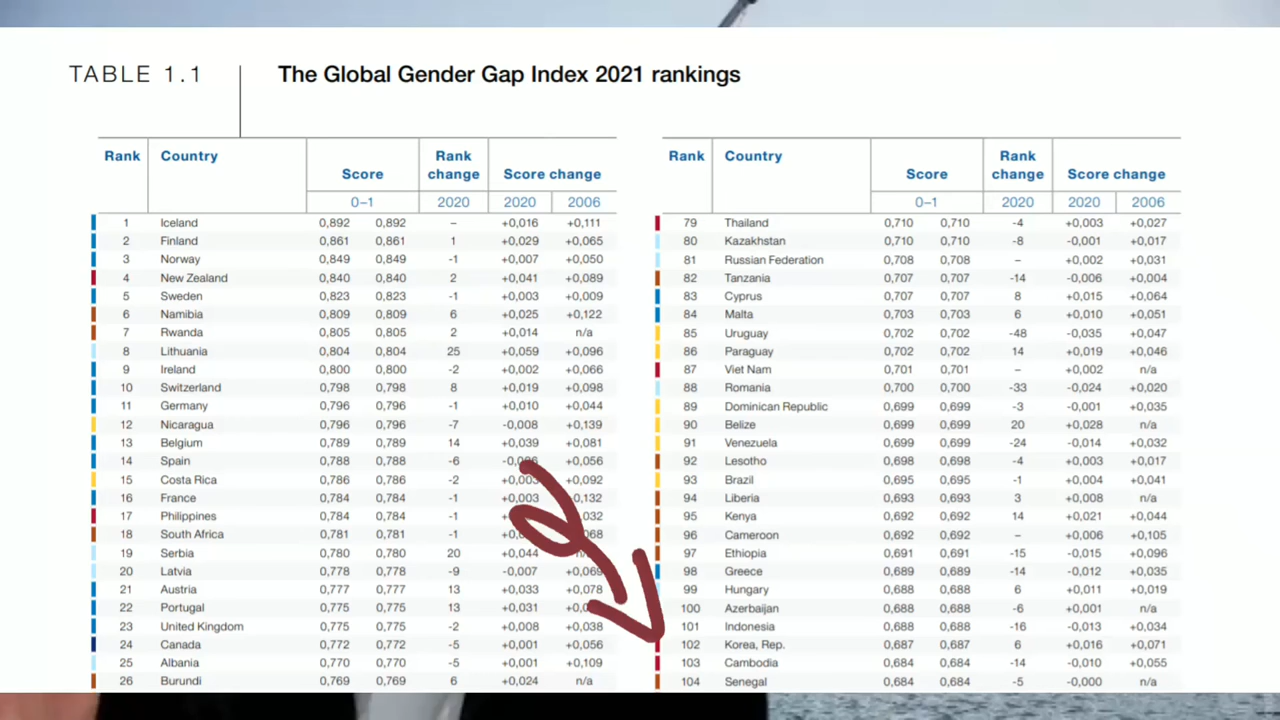 TABLE 1.1
The Global Gender Gap Index 2021 rankings
Rank Country Score Rank change Score change
0–1 2020 2020 2006
1 Iceland 0,892 0,892 – +0,016 +0,111
2 Finland 0,861 0,861 1 +0,029 +0,065
3 Norway 0,849 0,849 -1 +0,007 +0,050
4 New Zealand 0,840 0,840 2 +0,041 +0,089
5 Sweden 0,823 0,823 -1 +0,003 +0,009
6 Namibia 0,809 0,809 6 +0,025 +0,122
7 Rwanda 0,805 0,805 2 +0,014 n/a
8 Lithuania 0,804 0,804 25 +0,059 +0,096
9 Ireland 0,800 0,800 -2 +0,002 +0,066
10 Switzerland 0,798 0,798 8 +0,019 +0,098
11 Germany 0,796 0,796 -1 +0,010 +0,044
12 Nicaragua 0,796 0,796 -7 -0,008 +0,139
13 Belgium 0,789 0,789 14 +0,039 +0,081
14 Spain 0,788 0,788 -6 +0,056
15 Costa Rica 0,786 0,786 -2 +0,003 +0,092
16 France 0,784 0,784 -1 +0,003 0,132
17 Philippines 0,784 0,784 -1
18 South Africa 0,781 0,781 -1
19 Serbia 0,780 0,780 20 +0,044
20 Latvia 0,778 0,778 -9 -0,007 +0,069
21 Austria 0,777 0,777 13 +0,033 +0,078
22 Portugal 0,775 0,775 13 +0,031
23 United Kingdom 0,775 0,775 -2 +0,008 +0,038
24 Canada 0,772 0,772 -5 +0,001 +0,056
25 Albania 0,770 0,770 -5 +0,001 +0,109
26 Burundi 0,769 0,769 6 +0,024 n/a
Rank Country Score Rank change Score change
0–1 2020 2020 2006
79 Thailand 0,710 0,710 -4 +0,003 +0,027
80 Kazakhstan 0,710 0,710 -8 -0,001 +0,017
81 Russian Federation 0,708 0,708 – +0,002 +0,031
82 Tanzania 0,707 0,707 -14 -0,006 +0,004
83 Cyprus 0,707 0,707 8 +0,015 +0,064
84 Malta 0,703 0,703 6 +0,010 +0,051
85 Uruguay 0,702 0,702 -48 -0,035 +0,047
86 Paraguay 0,702 0,702 14 +0,019 +0,046
87 Viet Nam 0,701 0,701 – +0,002 n/a
88 Romania 0,700 0,700 -33 -0,024 +0,020
89 Dominican Republic 0,699 0,699 -3 -0,001 +0,035
90 Belize 0,699 0,699 20 +0,028 n/a
91 Venezuela 0,699 0,699 -24 -0,014 +0,032
92 Lesotho 0,698 0,698 -4 +0,003 +0,017
93 Brazil 0,695 0,695 -1 +0,004 +0,041
94 Liberia 0,693 0,693 3 +0,008 n/a
95 Kenya 0,692 0,692 14 +0,021 +0,044
96 Cameroon 0,692 0,692 – +0,006 +0,105
97 Ethiopia 0,691 0,691 -15 -0,015 +0,096
98 Greece 0,689 0,689 -14 -0,012 +0,035
99 Hungary 0,688 0,688 6 +0,011 +0,019
100 Azerbaijan 0,688 0,688 -6 +0,001 n/a
101 Indonesia 0,688 0,688 -16 -0,013 +0,034
102 Korea, Rep. 0,687 0,687 6 +0,016 +0,071
103 Cambodia 0,684 0,684 -14 -0,010 +0,055
104 Senegal 0,684 0,684 -5 -0,000 n/a